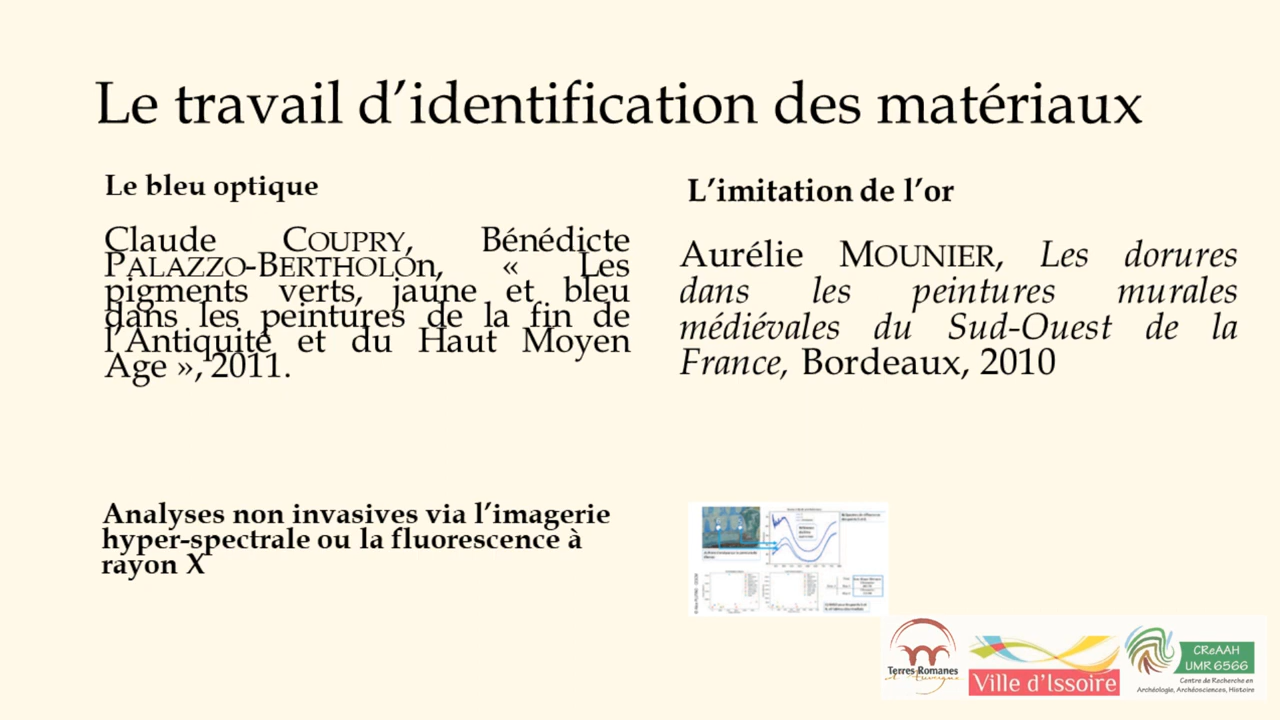 Le travail d’identification des matériaux
Le bleu optique
Claude COUPRY, Bénédicte
PALAZZO-BERTHOLOn, « Les
pigments verts, jaune et bleu
dans les peintures de la fin de
l’Antiquité et du Haut Moyen
Age », 2011.
L’imitation de l’or
Aurélie MOUNIER, Les dorures
dans les peintures murales
médiévales du Sud-Ouest de la
France, Bordeaux, 2010
Analyses non invasives via l’imagerie
hyper-spectrale ou la fluorescence à
rayon X
Terres Romanes
d'Auvergne
Ville d’Issoire
CReAAH
UMR 6566
Centre de Recherche en
Archéologie, Archéosciences, Histoire